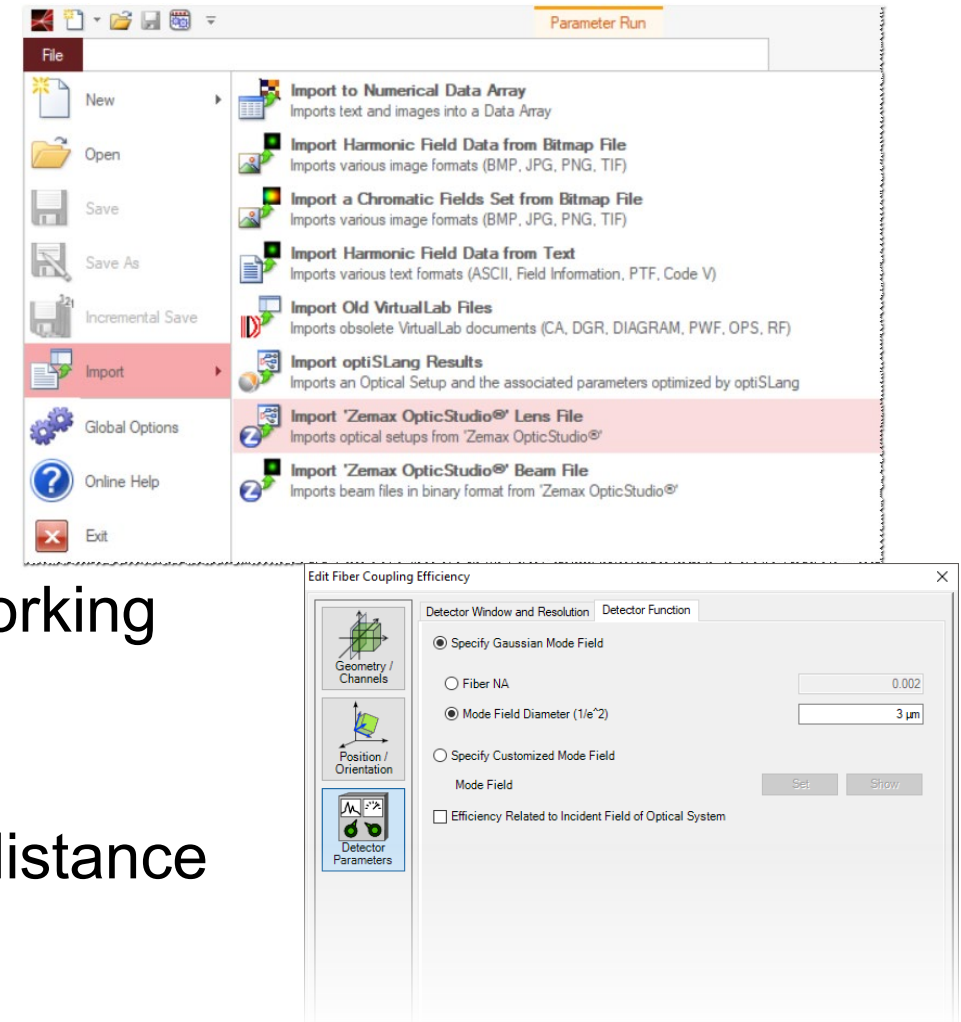 Parameter Run
File
New
Open
Save
Save As
Incremental Save
Import
Global Options
Online Help
Exit
Import to Numerical Data Array
Imports text and images into a Data Array
Import Harmonic Field Data from Bitmap File
Imports various image formats (BMP, JPG, PNG, TIF)
Import a Chromatic Fields Set from Bitmap File
Imports various image formats (BMP, JPG, PNG, TIF)
Import Harmonic Field Data from Text
Imports various text formats (ASCII, Field Information, PTF, Code V)
Import Old VirtualLab Files
Imports obsolete VirtualLab documents (CA, DGR, DIAGRAM, PWF, OPS, RF)
Import optiSLang Results
Imports an Optical Setup and the associated parameters optimized by optiSLang
Import 'Zemax OpticStudio®' Lens File
Imports optical setups from 'Zemax OpticStudio®'
Import 'Zemax OpticStudio®' Beam File
Imports beam files in binary format from 'Zemax OpticStudio®'
orking
distance
Edit Fiber Coupling Efficiency
Geometry /
Channels
Position /
Orientation
Detector
Parameters
Detector Window and Resolution Detector Function
Specify Gaussian Mode Field
Fiber NA 0.002
Mode Field Diameter (1/e^2) 3 µm
Specify Customized Mode Field
Mode Field Set Show
Efficiency Related to Incident Field of Optical System